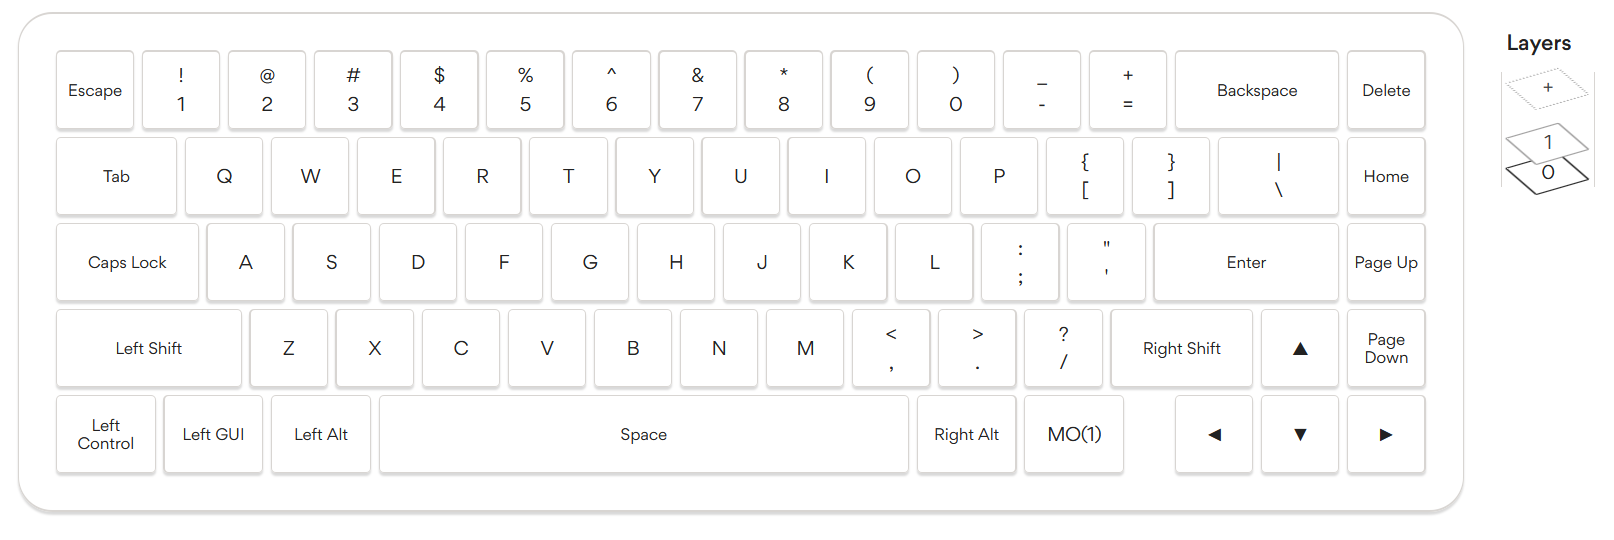 Layers
Escape ! 1 @ 2 # 3 $ 4 % 5 ^ 6 & 7 * 8 ( 9 ) 0 _ - + = Backspace Delete
+
Tab Q W E R T Y U I O P { [ } ] | \ Home
1
0
Caps Lock A S D F G H J K L : ; " ' Enter Page Up
Left Shift Z X C V B N M < , > . ? / Right Shift ▲ Page Down
Left Control Left GUI Left Alt Space Right Alt MO(1) ◀ ▼ ▶